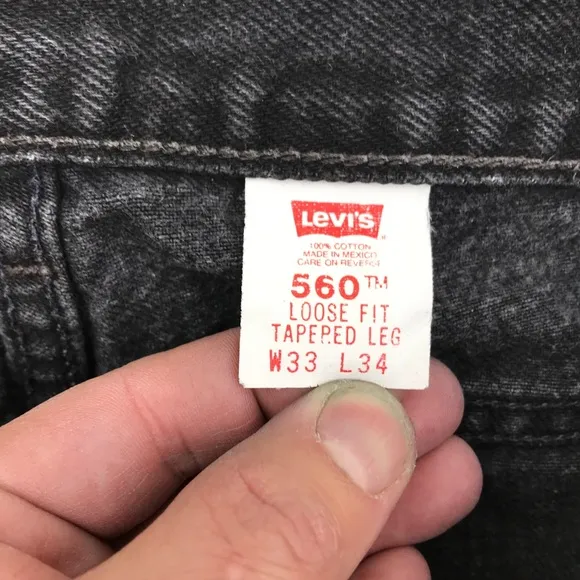 Levi's
100% COTTON
MADE IN MEXICO
CARE ON REVERSE
560™
LOOSE FIT
TAPERED LEG
W33 L34